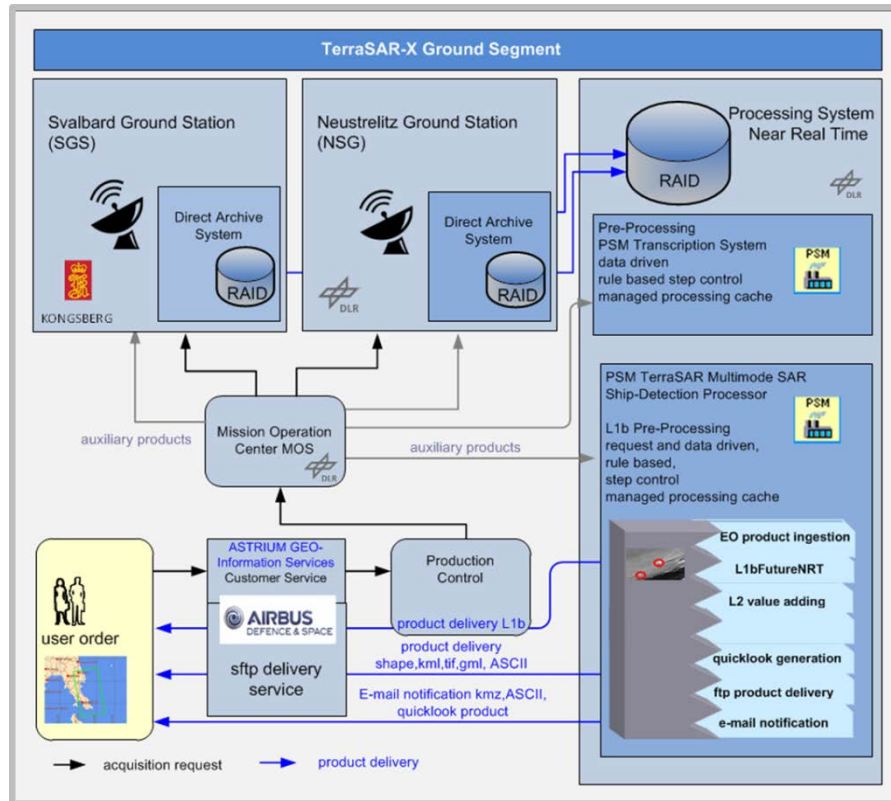 TerraSAR-X Ground Segment
Svalbard Ground Station
(SGS)
Direct Archive
System
RAID
KONGSBERG
Neustrelitz Ground Station
(NSG)
Direct Archive
System
RAID
DLR
Processing System
Near Real Time
RAID
DLR
Pre-Processing
PSM Transcription System
data driven
rule based step control
managed processing cache
PSM
auxiliary products
Mission Operation
Center MOS
DLR
auxiliary products
PSM TerraSAR Multimode SAR
Ship-Detection Processor
PSM
L1b Pre-Processing
request and data driven,
rule based,
step control
managed processing cache
EO product ingestion
L1bFutureNRT
L2 value adding
quicklook generation
ftp product delivery
e-mail notification
user order
ASTRIUM GEO-
Information Services
Customer Service
AIRBUS
DEFENCE & SPACE
sftp delivery
service
Production
Control
product delivery L1b
product delivery
shape,kml,tif,gml, ASCII
E-mail notification kmz,ASCII,
quicklook product
acquisition request
product delivery